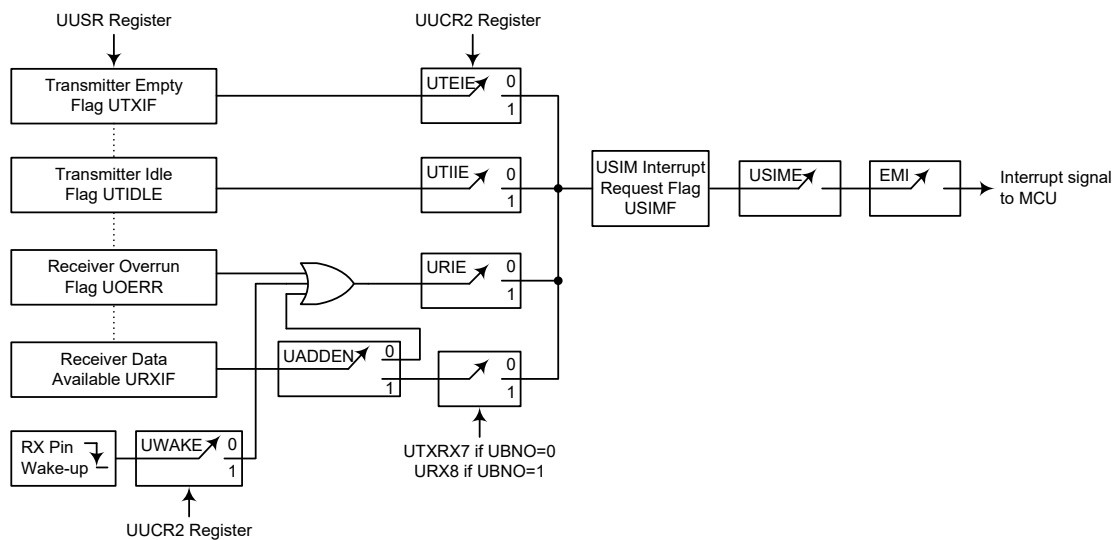 UUSR Register
UUCR2 Register
Transmitter Empty
Flag UTXIF
UTEIE
0
1
Transmitter Idle
Flag UTIDLE
UTIIE
0
1
USIM Interrupt
Request Flag
USIMF
USIME
EMI
Interrupt signal
to MCU
Receiver Overrun
Flag UOERR
URIE
0
1
Receiver Data
Available URXIF
UADDEN
0
1
0
1
RX Pin
Wake-up
UWAKE
0
1
UTXRX7 if UBNO=0
URX8 if UBNO=1
UUCR2 Register